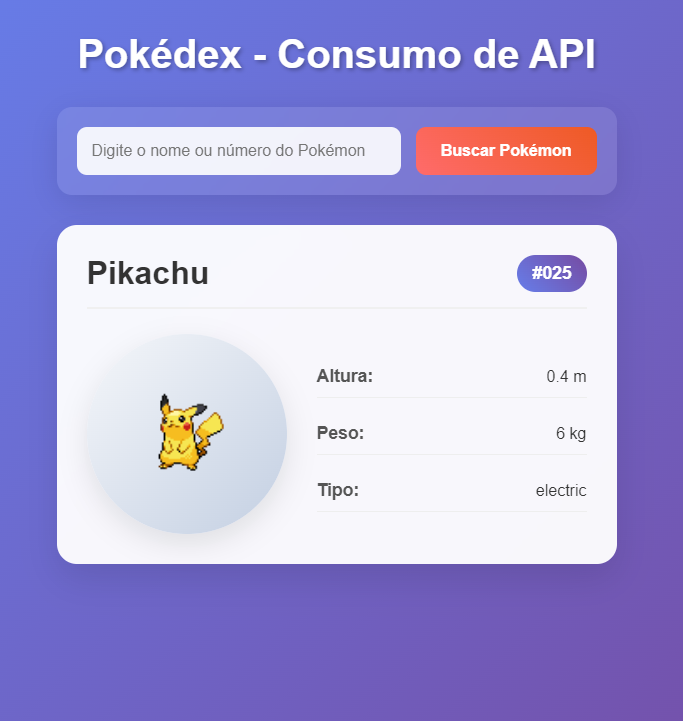 Pokédex - Consumo de API
Digite o nome ou número do Pokémon
Buscar Pokémon
Pikachu
#025
Altura:
0.4 m
Peso:
6 kg
Tipo:
electric